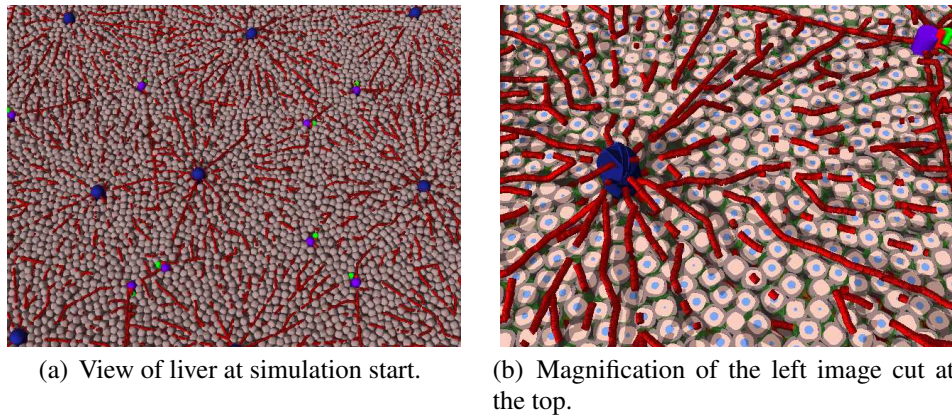 (a) View of liver at simulation start.
(b) Magnification of the left image cut at
the top.